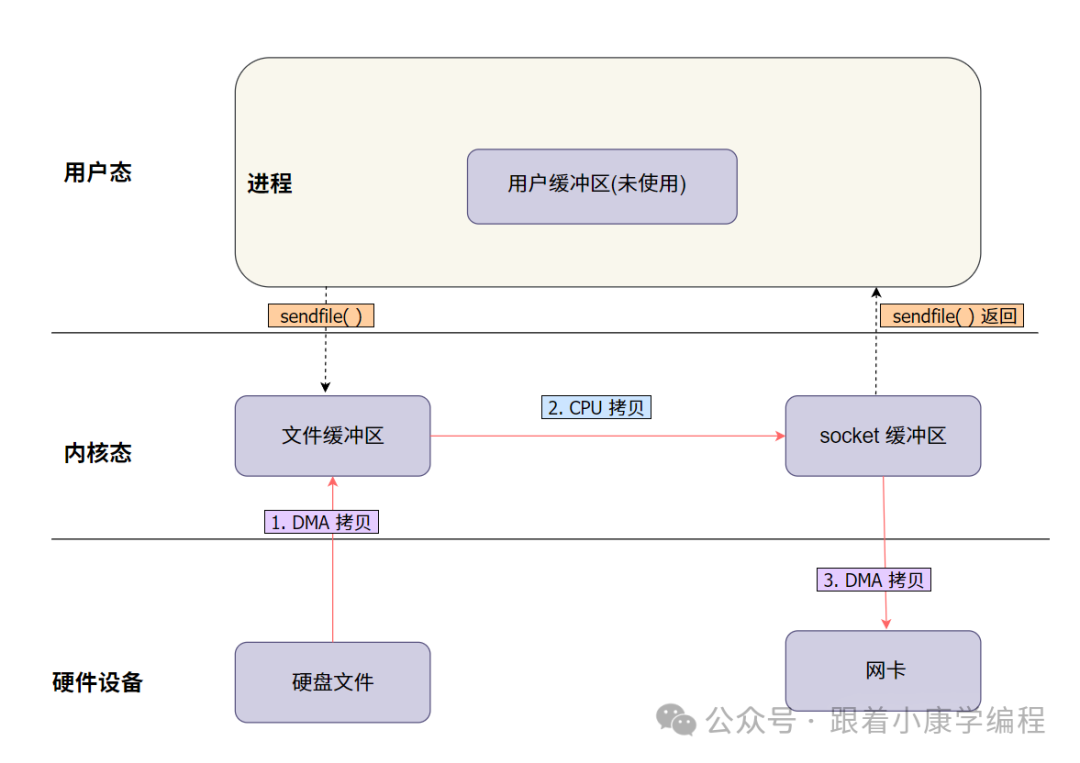 用户态
进程
用户缓冲区(未使用)
sendfile( )
sendfile( ) 返回
内核态
文件缓冲区
2. CPU 拷贝
socket 缓冲区
1. DMA 拷贝
3. DMA 拷贝
硬件设备
硬盘文件
网卡
公众号 · 跟着小康学编程